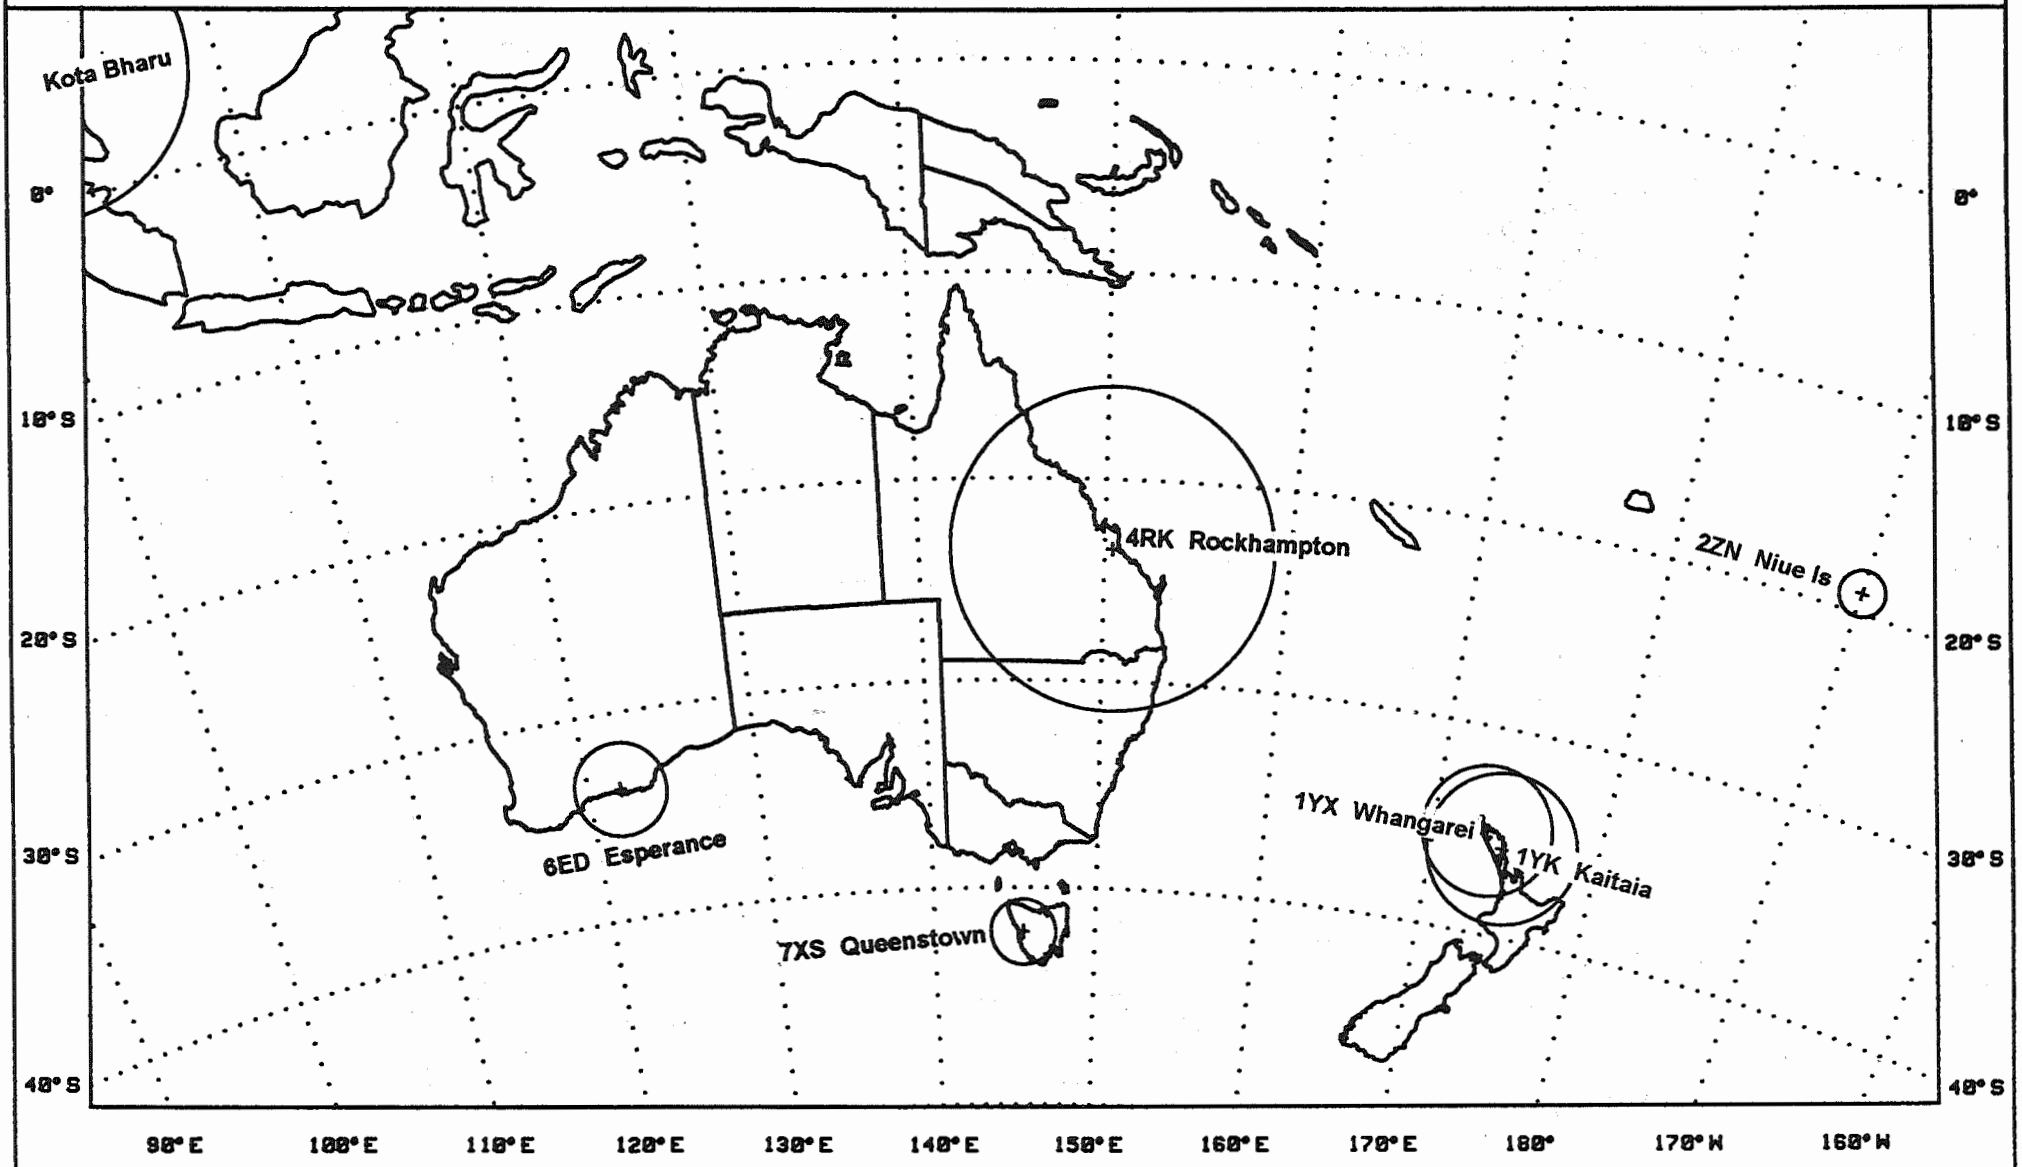 Kota Bharu
0° 0°
10°S 10°S
4RK Rockhampton
2ZN Niue Is
20°S 20°S
1YX Whangarei
6ED Esperance
30°S 1YK Kaitaia 30°S
7XS Queenstown
40°S 40°S
90°E 100°E 110°E 120°E 130°E 140°E 150°E 160°E 170°E 180° 170°W 160°W